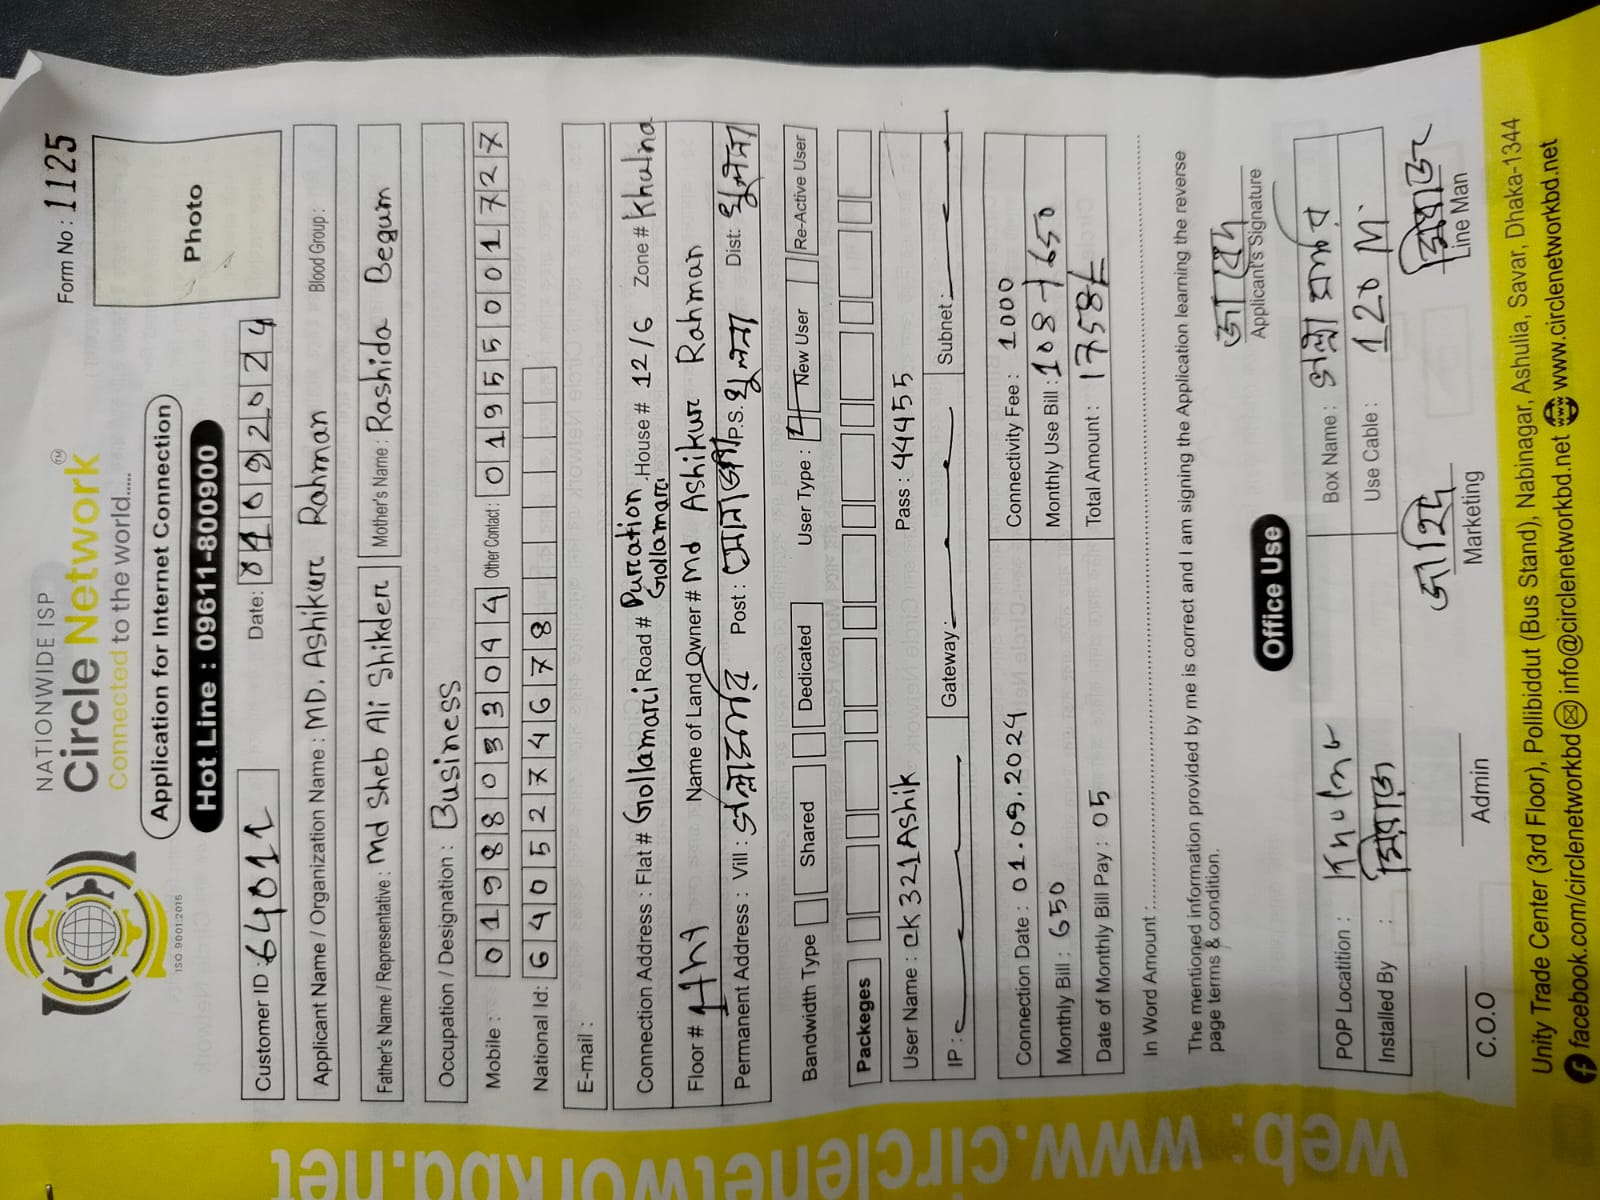 Form No : 1125
NATIONWIDE ISP
Circle Network TM
Connected to the world.....
ISO 9001:2015
Application for Internet Connection
Hot Line : 09611-800900
Photo
Customer ID : 64011
Date: 01092024
Applicant Name / Organization Name : MD. Ashikur Rahman Blood Group :
Father's Name / Representative : Md Sheb Ali Shikder Mother's Name : Rashida Begum
Occupation / Designation : Business
Mobile : 01988033044 Other Contact : 01955001727
National Id: 6405274678
E-mail :
Connection Address : Flat # Gollamari Road # Puration Gollamari House # 12/6 Zone # Khulna
Floor # Name of Land Owner # Md Ashikur Rahman
Permanent Address : Vill : Post : P.S. খুলনা Dist: খুলনা
Bandwidth Type Shared Dedicated User Type : New User Re-Active User
Packeges
User Name : ck321Ashik Pass : 44455
IP : Gateway : Subnet :
Connection Date : 01.09.2024 Connectivity Fee : 1000
Monthly Bill : 650 Monthly Use Bill : 108+650
Date of Monthly Bill Pay : 05 Total Amount : 1758
In Word Amount :
The mentioned information provided by me is correct and I am signing the Application learning the reverse
page terms & condition.
Applicant's Signature
Office Use
POP Locatition : Box Name :
Installed By : Use Cable : 120 M.
C.O.O Admin Marketing Line Man
Unity Trade Center (3rd Floor), Pollibiddut (Bus Stand), Nabinagar, Ashulia, Savar, Dhaka-1344
facebook.com/circlenetworkbd info@circlenetworkbd.net www.circlenetworkbd.net
web: www.circlenetworkbd.net